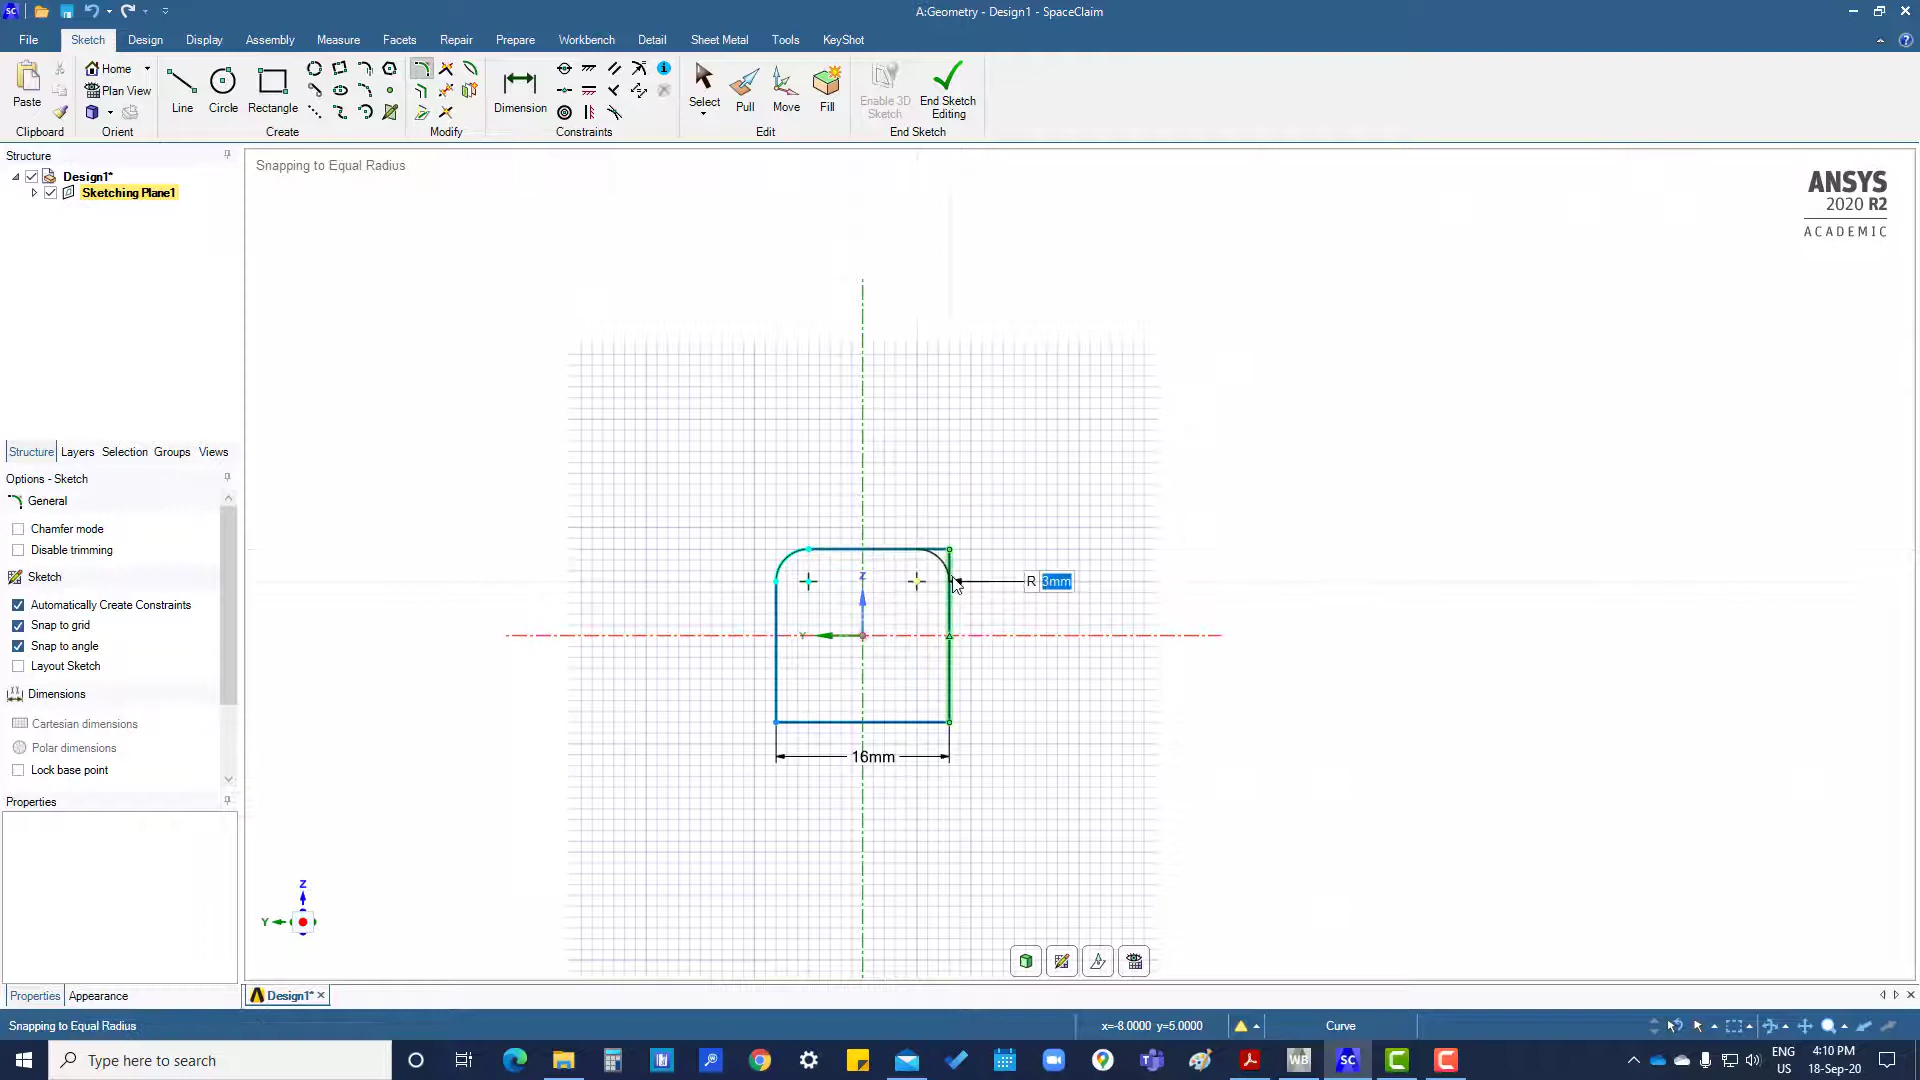 A:Geometry - Design1 - SpaceClaim
File Sketch Design Display Assembly Measure Facets Repair Prepare Workbench Detail Sheet Metal Tools KeyShot
Paste
Home
Plan View
Line
Circle
Rectangle
Dimension
Select
Pull
Move
Fill
Enable 3D Sketch
End Sketch Editing
Clipboard Orient Create Modify Constraints Edit End Sketch
Structure
Design1*
Sketching Plane1
Snapping to Equal Radius
ANSYS
2020 R2
ACADEMIC
Structure Layers Selection Groups Views
Options - Sketch
General
Chamfer mode
Disable trimming
Sketch
Automatically Create Constraints
Snap to grid
Snap to angle
Layout Sketch
Dimensions
Cartesian dimensions
Polar dimensions
Lock base point
Properties
Z
Y
R 3mm
16mm
Z
Y
Properties Appearance
Design1*
Snapping to Equal Radius
x=-8.0000 y=5.0000
Curve
Type here to search
WB
SC
ENG
US
4:10 PM
18-Sep-20